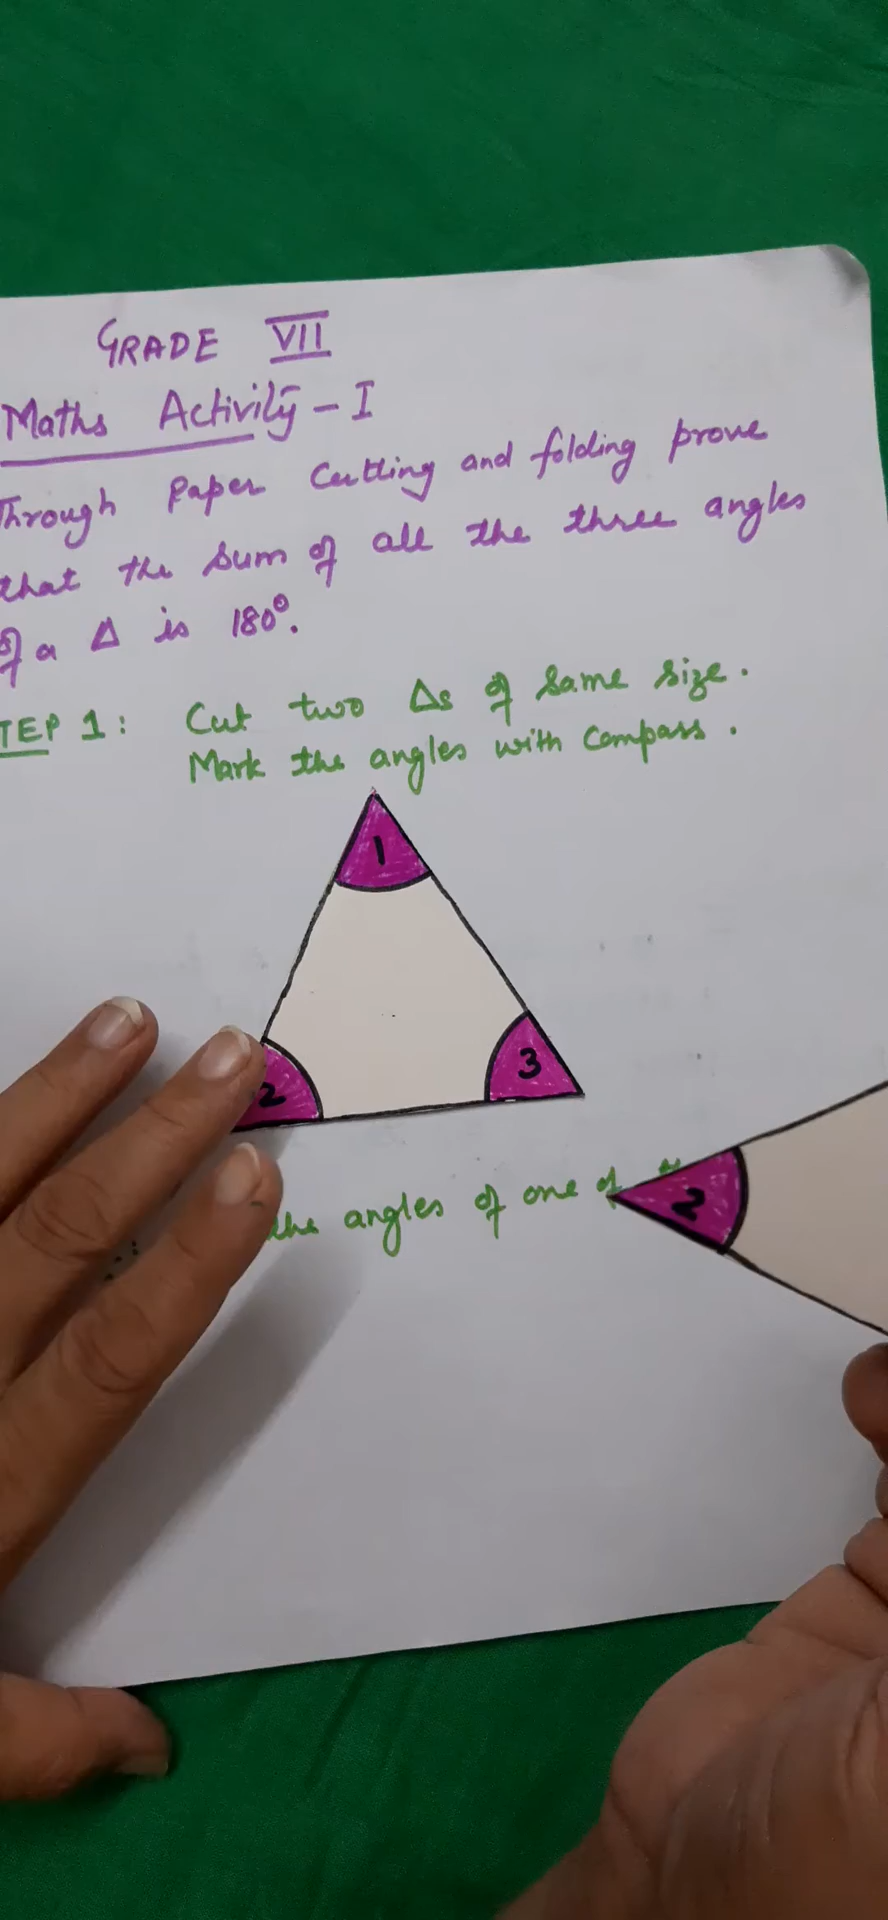 GRADE VII
Maths Activity - I
Through Paper Cutting and folding prove
that the sum of all the three angles
of a Δ is 180°.
STEP 1: Cut two Δs of same size.
Mark the angles with compass.
1
2
3
the angles of one of
2